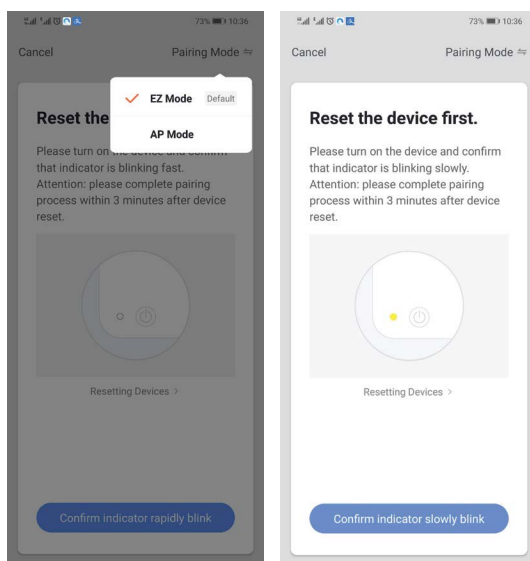 73% 10:36
Cancel
Pairing Mode
EZ Mode Default
AP Mode
Reset the
Please turn on the device and confirm
that indicator is blinking fast.
Attention: please complete pairing
process within 3 minutes after device
reset.
Resetting Devices >
Confirm indicator rapidly blink
73% 10:36
Cancel
Pairing Mode
Reset the device first.
Please turn on the device and confirm
that indicator is blinking slowly.
Attention: please complete pairing
process within 3 minutes after device
reset.
Resetting Devices >
Confirm indicator slowly blink